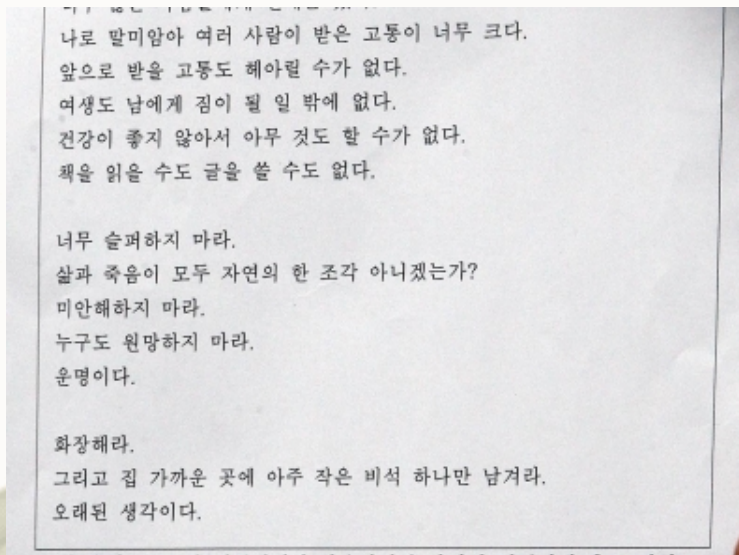 나로 말미암아 여러 사람이 받은 고통이 너무 크다.
앞으로 받을 고통도 헤아릴 수가 없다.
여생도 남에게 짐이 될 일 밖에 없다.
건강이 좋지 않아서 아무 것도 할 수가 없다.
책을 읽을 수도 글을 쓸 수도 없다.
너무 슬퍼하지 마라.
삶과 죽음이 모두 자연의 한 조각 아니겠는가?
미안해하지 마라.
누구도 원망하지 마라.
운명이다.
화장해라.
그리고 집 가까운 곳에 아주 작은 비석 하나만 남겨라.
오래된 생각이다.